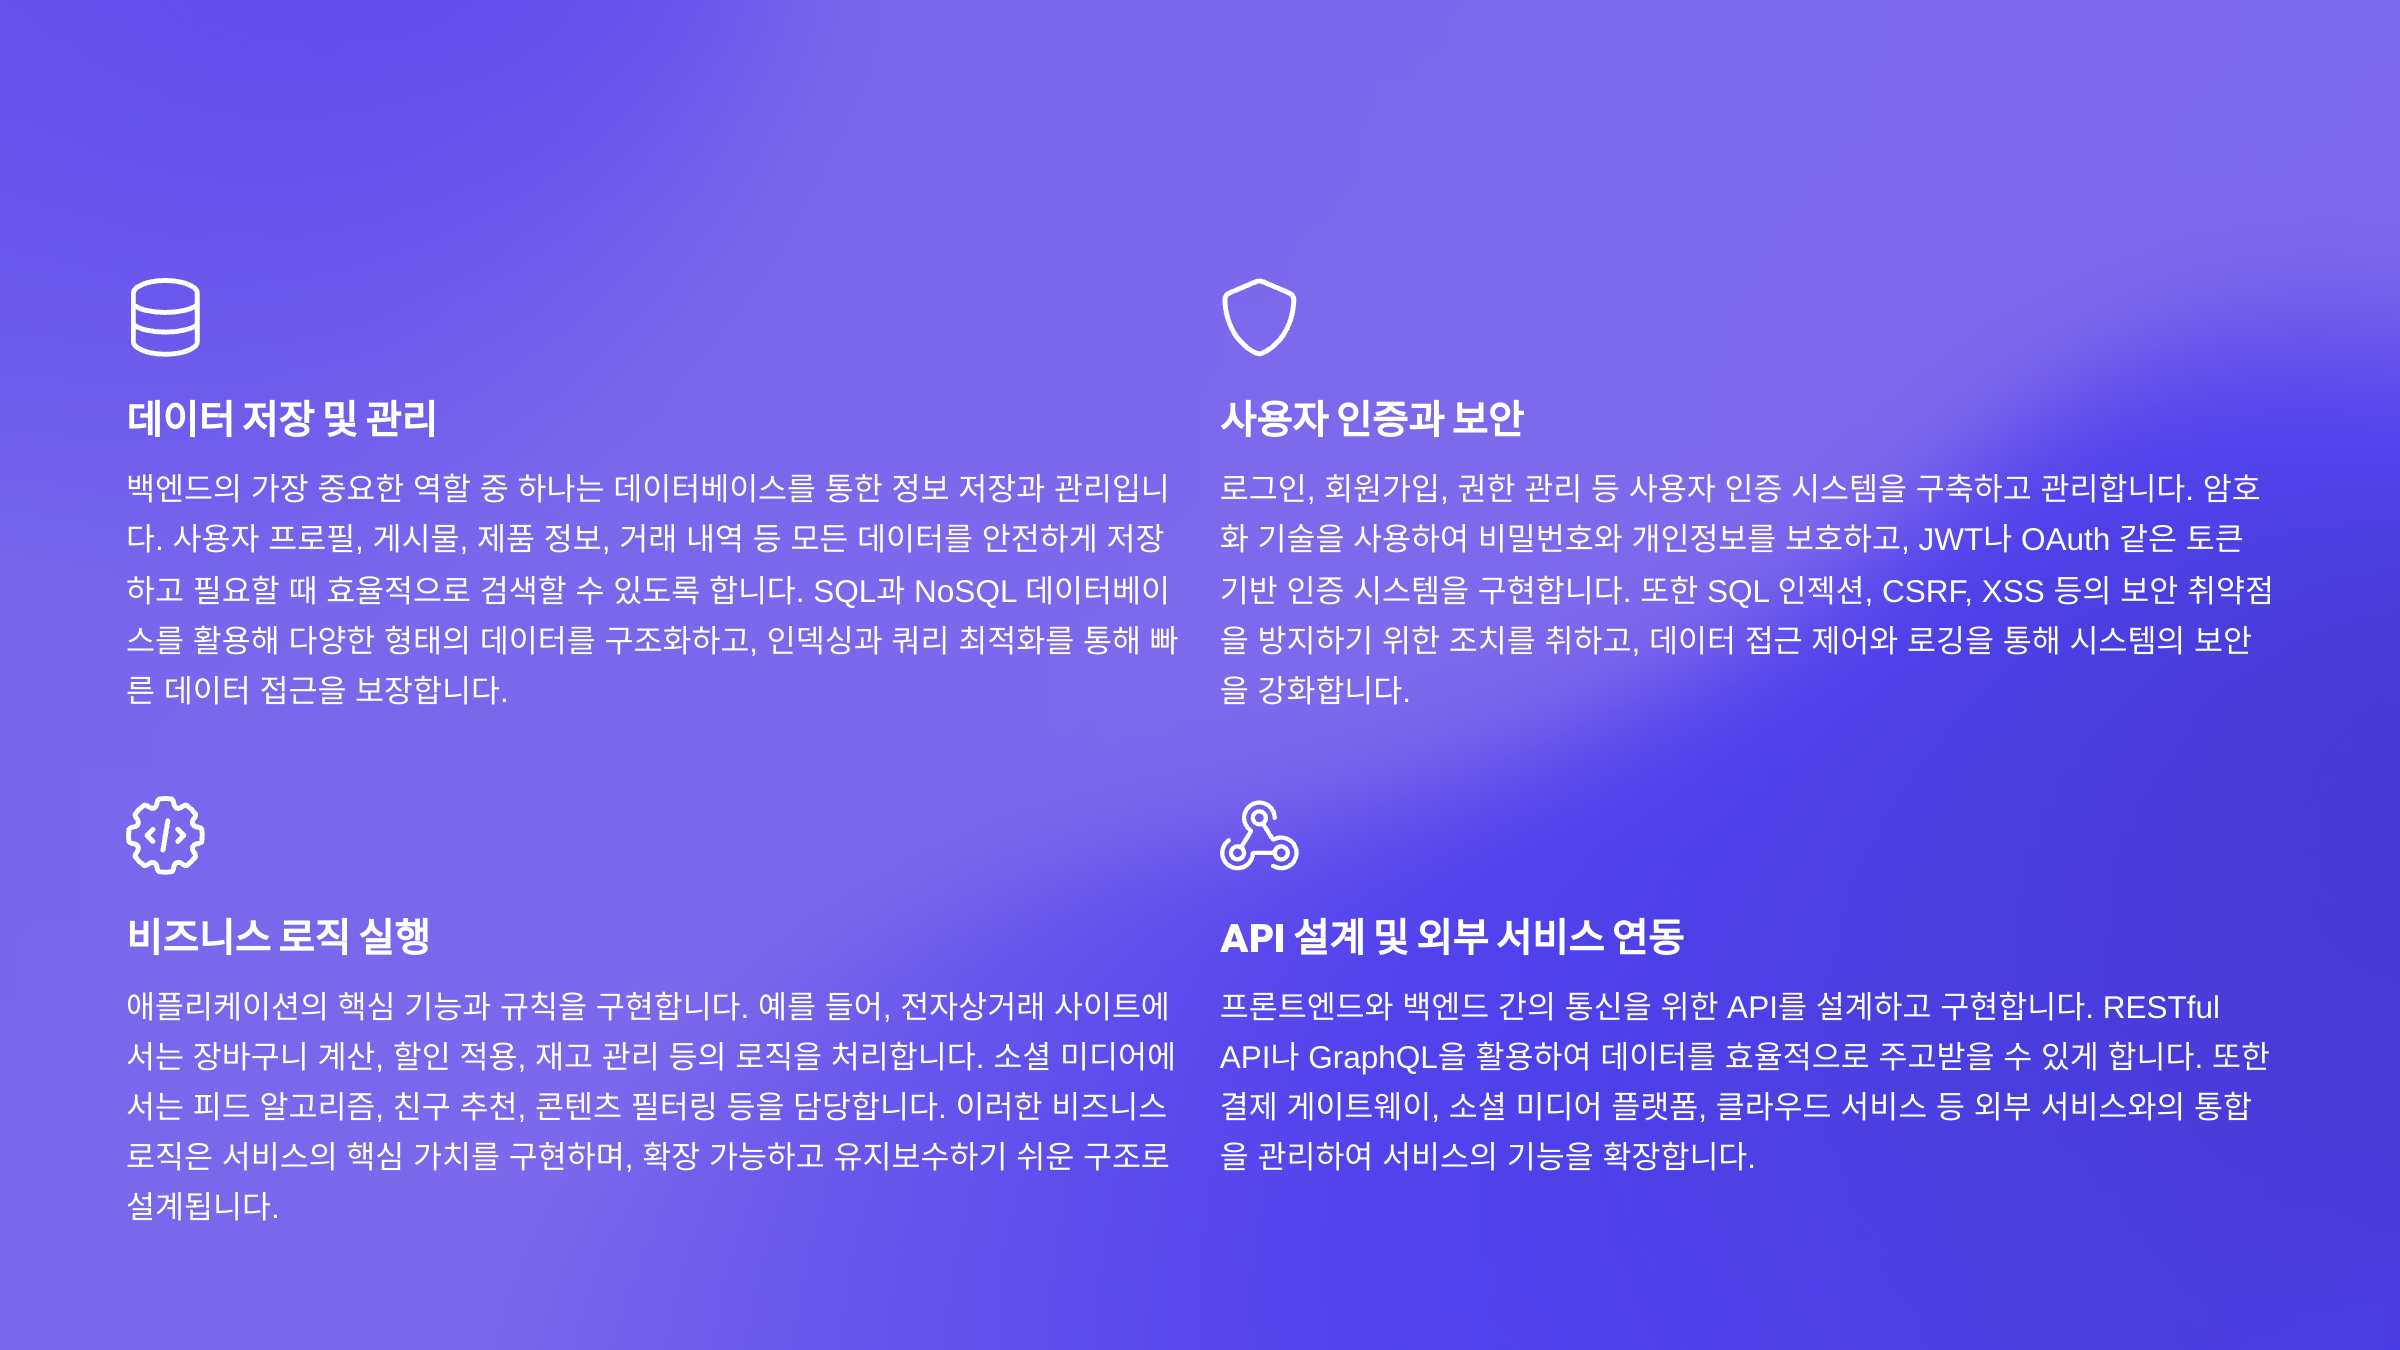 데이터 저장 및 관리
백엔드의 가장 중요한 역할 중 하나는 데이터베이스를 통한 정보 저장과 관리입니
다. 사용자 프로필, 게시물, 제품 정보, 거래 내역 등 모든 데이터를 안전하게 저장
하고 필요할 때 효율적으로 검색할 수 있도록 합니다. SQL과 NoSQL 데이터베이
스를 활용해 다양한 형태의 데이터를 구조화하고, 인덱싱과 쿼리 최적화를 통해 빠
른 데이터 접근을 보장합니다.
사용자 인증과 보안
로그인, 회원가입, 권한 관리 등 사용자 인증 시스템을 구축하고 관리합니다. 암호
화 기술을 사용하여 비밀번호와 개인정보를 보호하고, JWT나 OAuth 같은 토큰
기반 인증 시스템을 구현합니다. 또한 SQL 인젝션, CSRF, XSS 등의 보안 취약점
을 방지하기 위한 조치를 취하고, 데이터 접근 제어와 로깅을 통해 시스템의 보안
을 강화합니다.
비즈니스 로직 실행
애플리케이션의 핵심 기능과 규칙을 구현합니다. 예를 들어, 전자상거래 사이트에
서는 장바구니 계산, 할인 적용, 재고 관리 등의 로직을 처리합니다. 소셜 미디어에
서는 피드 알고리즘, 친구 추천, 콘텐츠 필터링 등을 담당합니다. 이러한 비즈니스
로직은 서비스의 핵심 가치를 구현하며, 확장 가능하고 유지보수하기 쉬운 구조로
설계됩니다.
API 설계 및 외부 서비스 연동
프론트엔드와 백엔드 간의 통신을 위한 API를 설계하고 구현합니다. RESTful
API나 GraphQL을 활용하여 데이터를 효율적으로 주고받을 수 있게 합니다. 또한
결제 게이트웨이, 소셜 미디어 플랫폼, 클라우드 서비스 등 외부 서비스와의 통합
을 관리하여 서비스의 기능을 확장합니다.